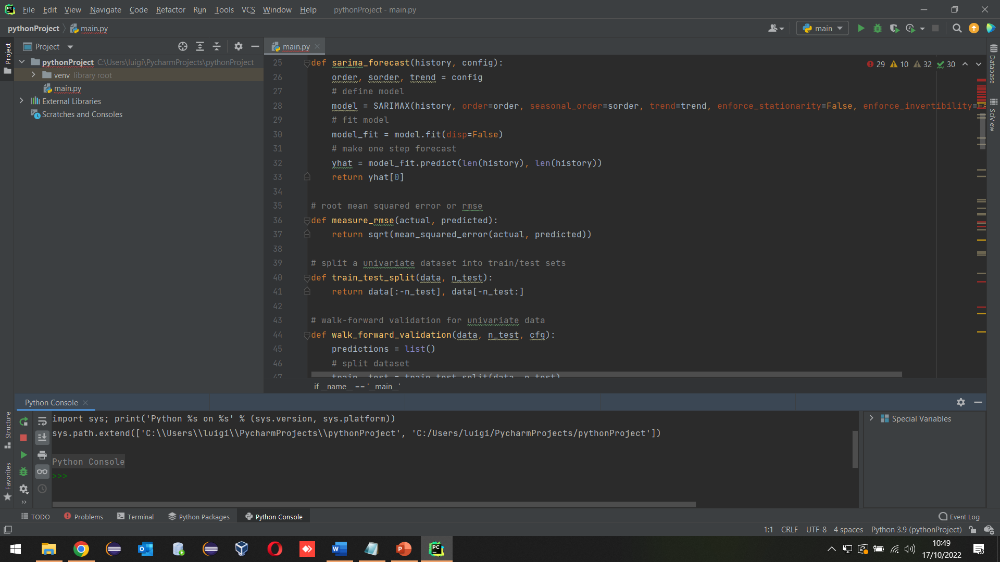 File Edit View Navigate Code Refactor Run Tools VCS Window Help pythonProject - main.py
pythonProject main.py main
Project main.py
Project
pythonProject C:\Users\luigi\PycharmProjects\pythonProject
venv library root
main.py
External Libraries
Scratches and Consoles
29 10 32 30
25 def sarima_forecast(history, config):
26 order, sorder, trend = config
27 # define model
28 model = SARIMAX(history, order=order, seasonal_order=sorder, trend=trend, enforce_stationarity=False, enforce_invertibility=Fa
29 # fit model
30 model_fit = model.fit(disp=False)
31 # make one step forecast
32 yhat = model_fit.predict(len(history), len(history))
33 return yhat[0]
34
35 # root mean squared error or rmse
36 def measure_rmse(actual, predicted):
37 return sqrt(mean_squared_error(actual, predicted))
38
39 # split a univariate dataset into train/test sets
40 def train_test_split(data, n_test):
41 return data[:-n_test], data[-n_test:]
42
43 # walk-forward validation for univariate data
44 def walk_forward_validation(data, n_test, cfg):
45 predictions = list()
46 # split dataset
47 train, test = train_test_split(data, n_test)
if __name__ == '__main__'
Database
SciView
Python Console
import sys; print('Python %s on %s' % (sys.version, sys.platform))
sys.path.extend(['C:\\Users\\luigi\\PycharmProjects\\pythonProject', 'C:/Users/luigi/PycharmProjects/pythonProject'])
Python Console
>>>
Special Variables
Structure
Favorites
TODO Problems Terminal Python Packages Python Console Event Log
1:1 CRLF UTF-8 4 spaces Python 3.9 (pythonProject)
10:49
17/10/2022